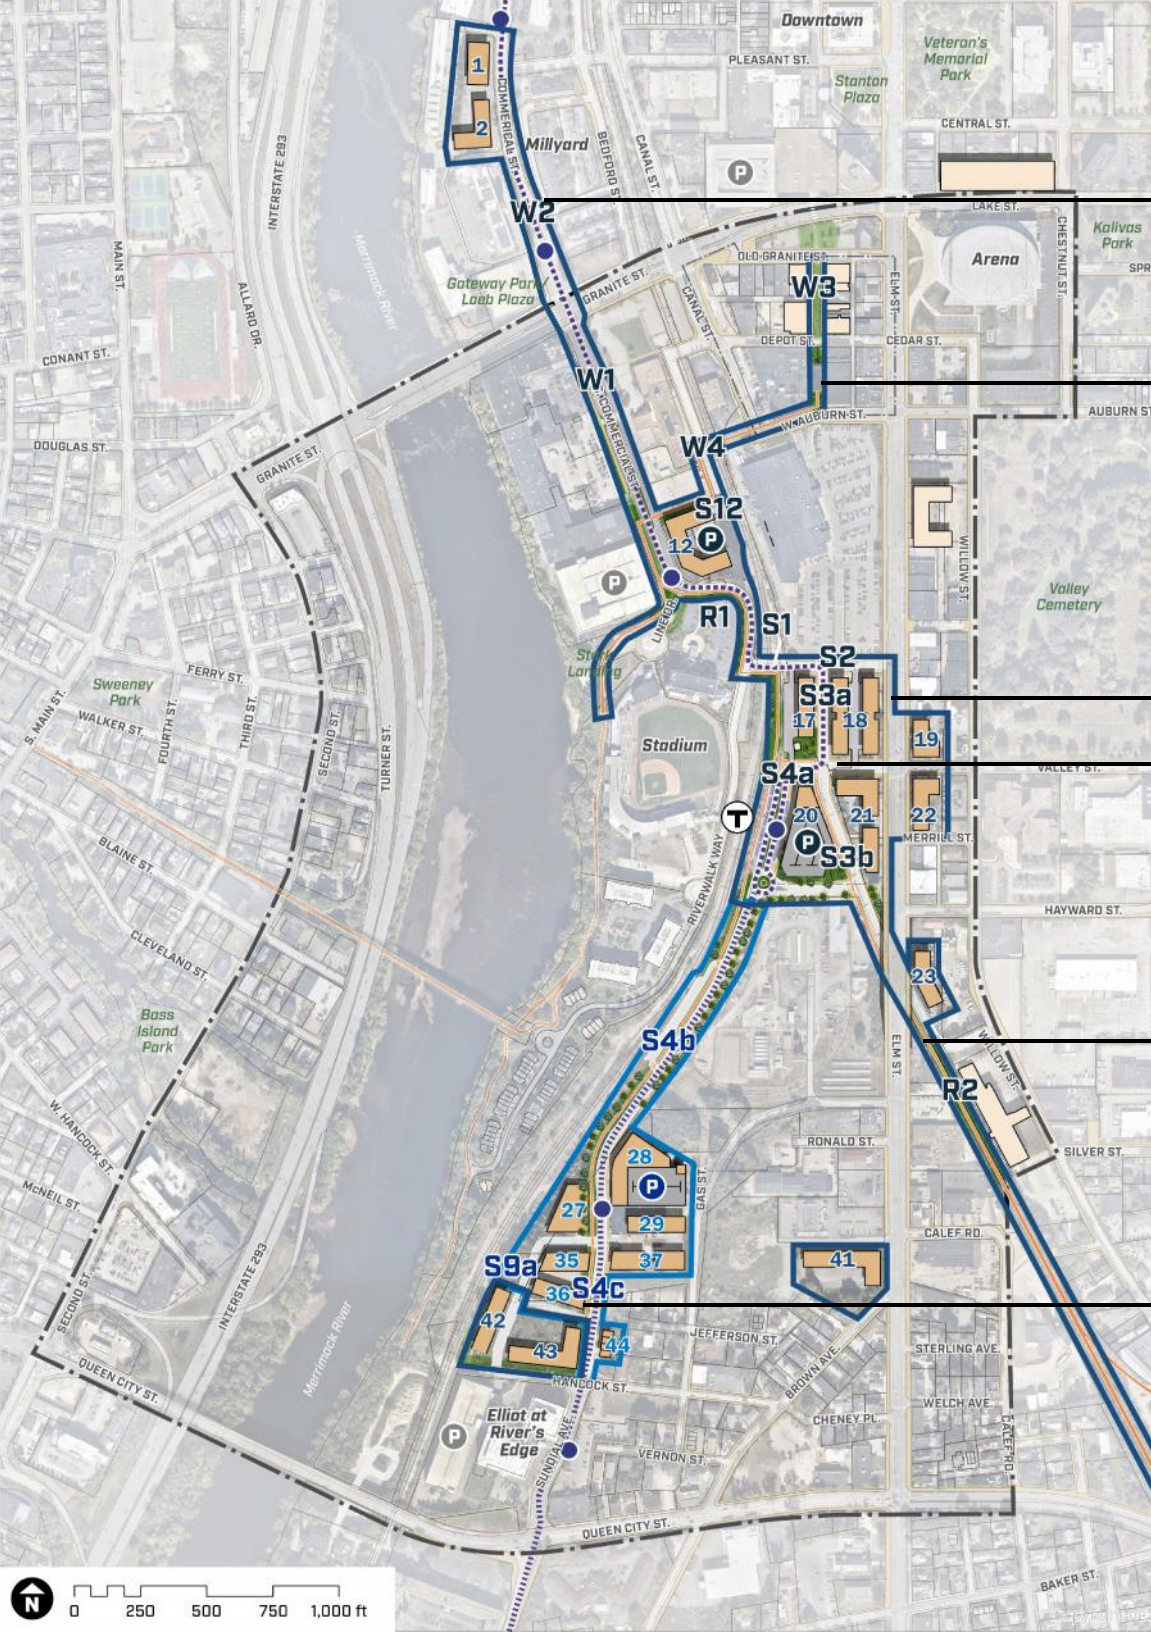 Downtown
Veteran's
Memorial
Park
PLEASANT ST.
Stanton
Plaza
1
COMMERICAL ST.
2
Millyard
BEDFORD ST.
CANAL ST.
CENTRAL ST.
P
INTERSTATE 293
MAIN ST.
W2
LAKE ST.
CHESTNUT ST.
Kalivas
Park
Merrimack River
OLD GRANITE ST.
Arena
SPR
Gateway Park/
Loeb Plaza
GRANITE ST.
CANAL ST.
W3
ELM ST.
ALLARD DR.
DEPOT ST.
CEDAR ST.
CONANT ST.
W1
COMMERCIAL ST.
AUBURN ST
W. AUBURN ST.
DOUGLAS ST.
GRANITE ST.
W4
S12
P
12
WILLOW ST.
P
Valley
Cemetery
LINE DR.
R1
S1
Stark
Landing
S2
FERRY ST.
Sweeney
Park
S3a
17
18
S. MAIN ST.
WALKER ST.
FOURTH ST.
THIRD ST.
SECOND ST.
TURNER ST.
Stadium
19
VALLEY ST.
S4a
T
20
21
22
P
S3b
MERRILL ST.
BLAINE ST.
RIVERWALK WAY
HAYWARD ST.
CLEVELAND ST.
23
Bass
Island
Park
S4b
ELM ST.
WILLOW ST.
R2
W. HANCOCK ST.
RONALD ST.
SILVER ST.
28
P
GAS ST.
McNEIL ST.
27
29
CALEF RD.
35
37
41
S9a
36
S4c
INTERSTATE 293
SECOND ST.
42
43
44
JEFFERSON ST.
STERLING AVE.
Merrimack River
QUEEN CITY ST.
HANCOCK ST.
BROWN AVE.
WELCH AVE.
Elliot at
River's
Edge
P
CHENEY PL.
CALEF RD.
SUNDIAL AVE.
VERNON ST.
QUEEN CITY ST.
BAKER ST.
N
0 250 500 750 1,000 ft